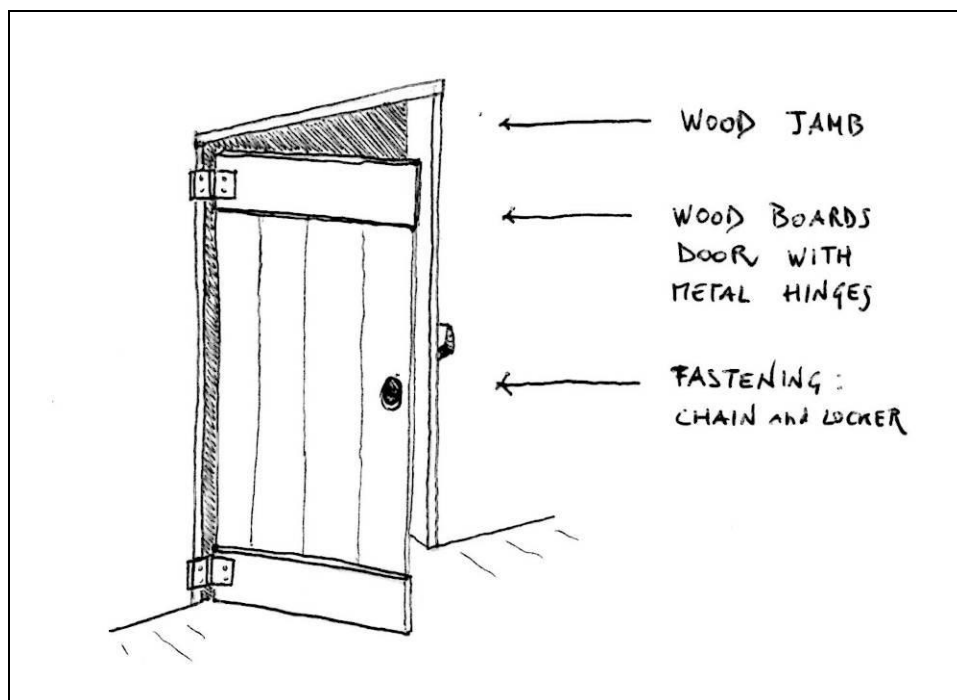 WOOD JAMB
WOOD BOARDS
DOOR WITH
METAL HINGES
FASTENING:
CHAIN and LOCKER